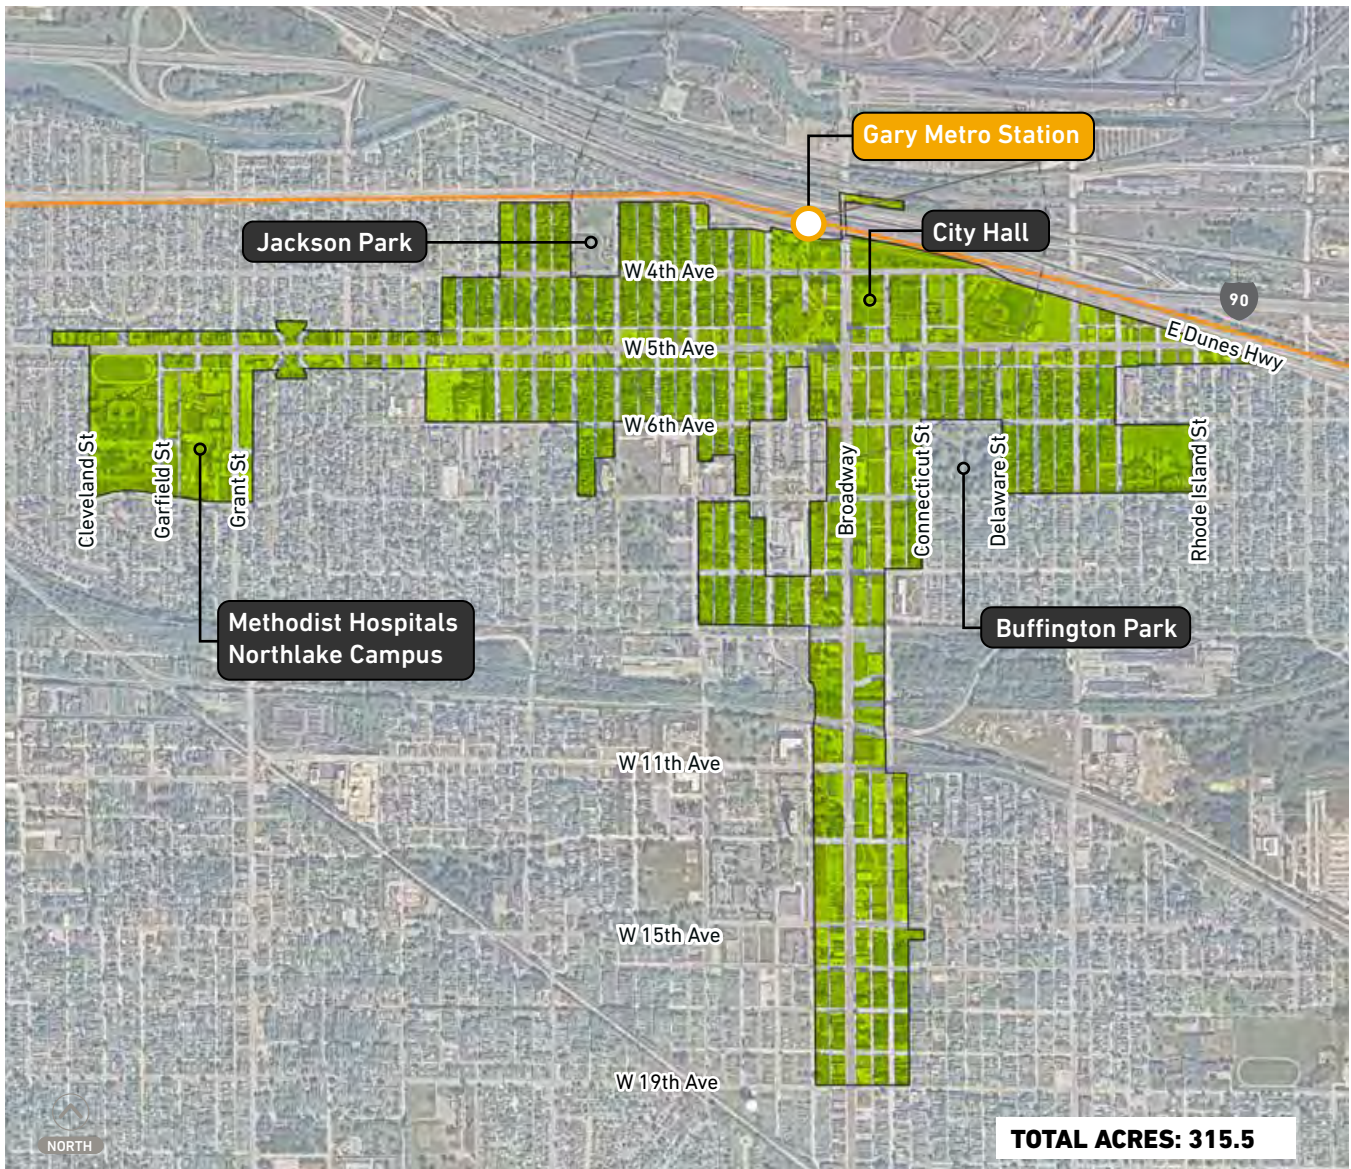 Gary Metro Station
Jackson Park
City Hall
W 4th Ave
90
E Dunes Hwy
W 5th Ave
W 6th Ave
Cleveland St
Garfield St
Grant St
Broadway
Connecticut St
Delaware St
Rhode Island St
Methodist Hospitals
Northlake Campus
Buffington Park
W 11th Ave
W 15th Ave
W 19th Ave
NORTH
TOTAL ACRES: 315.5